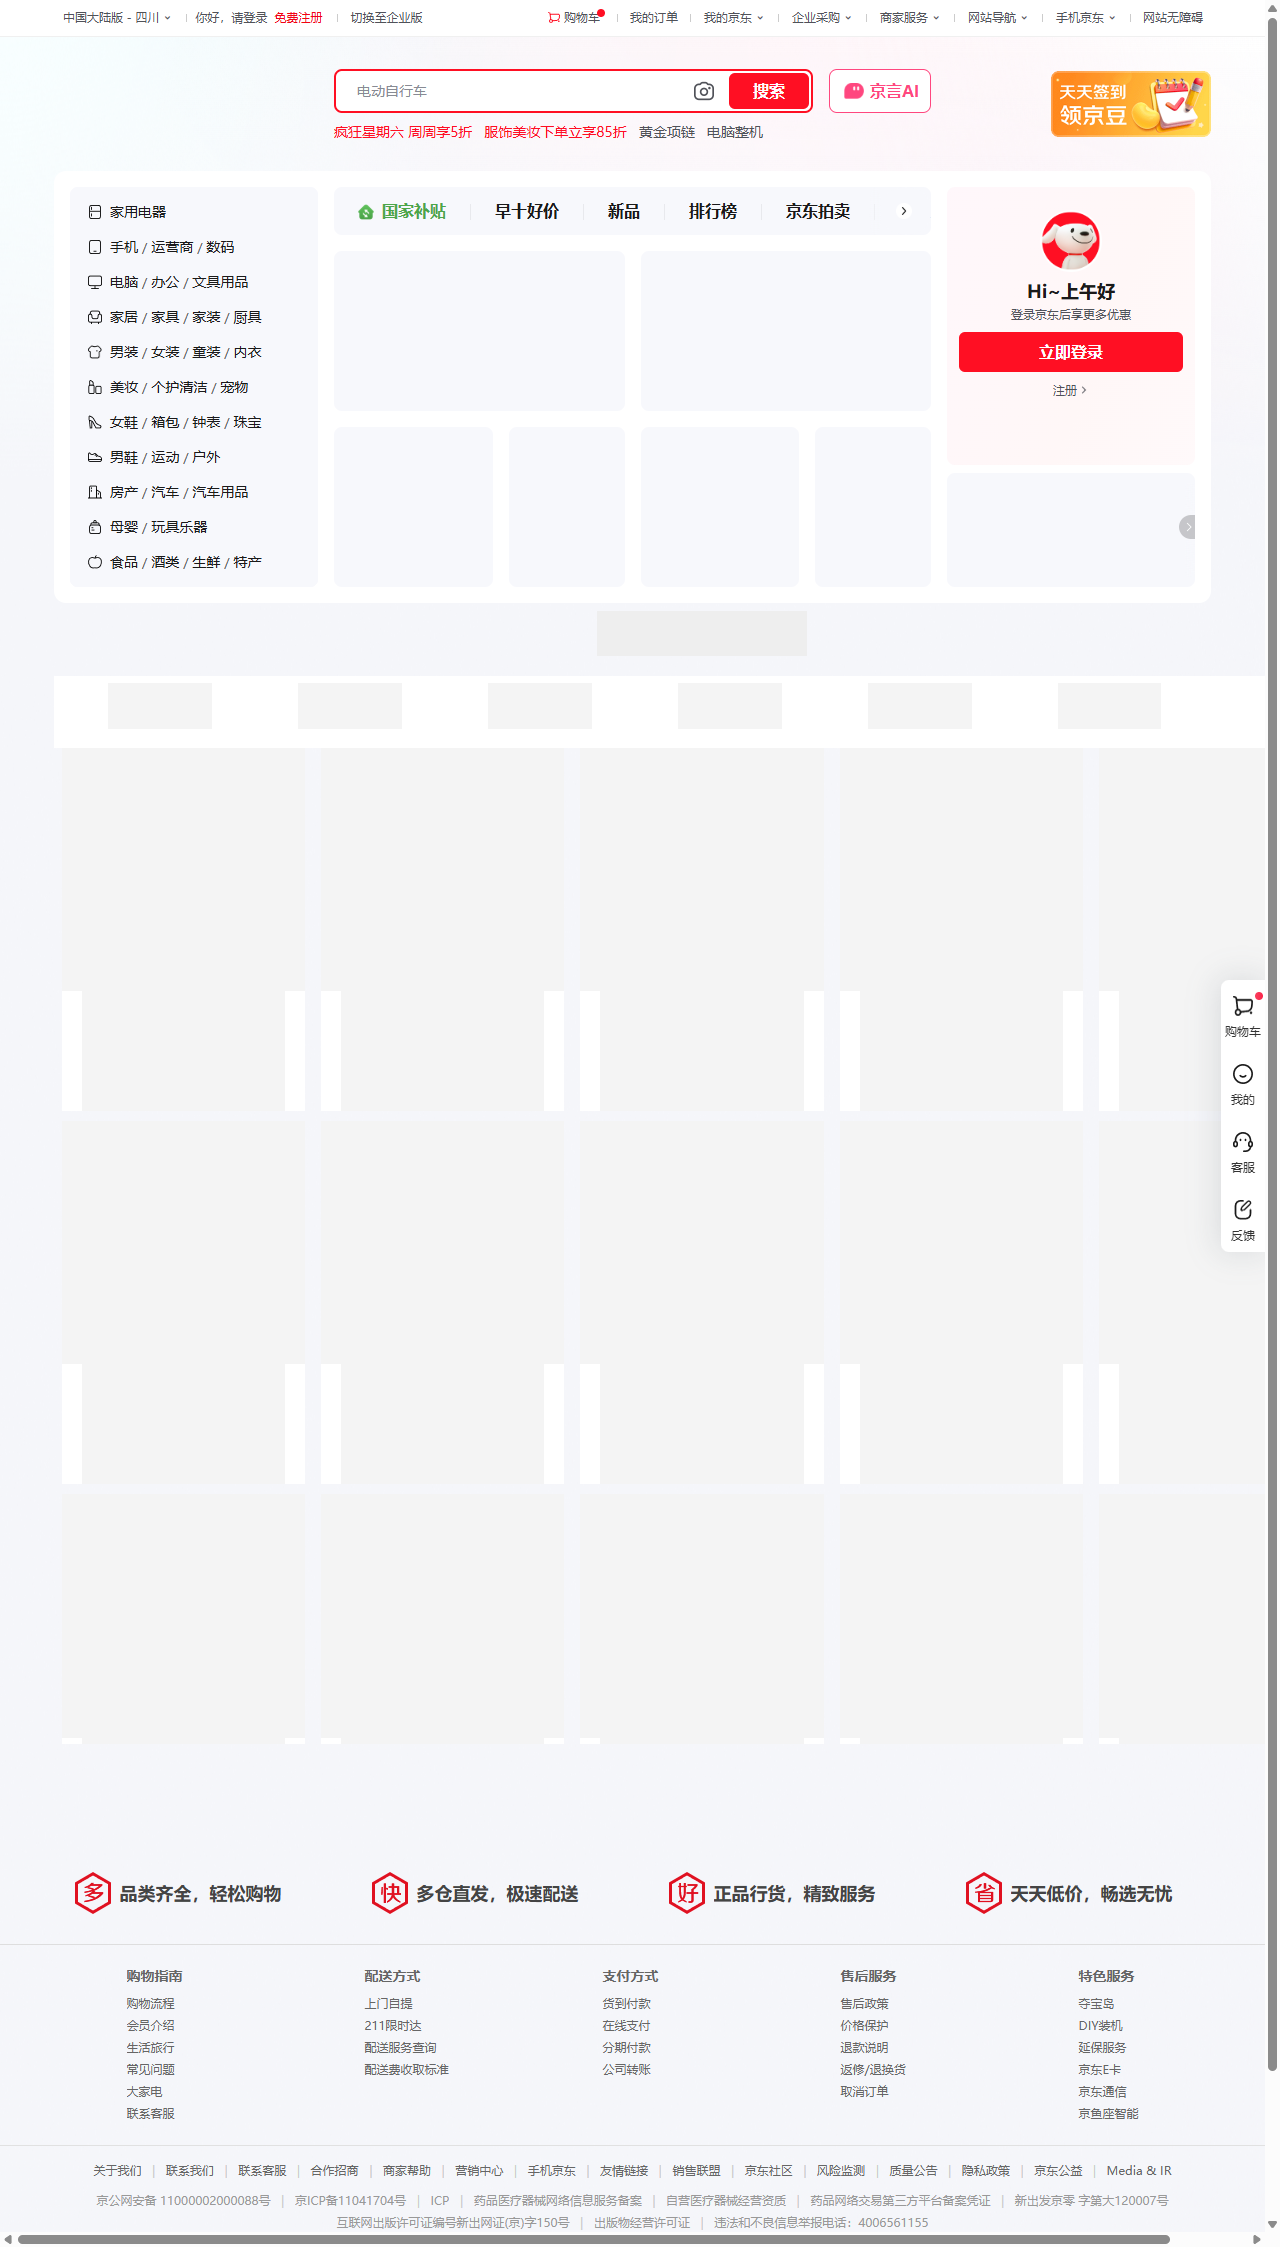 中国大陆版 - 四川 你好，请登录 免费注册 切换至企业版 购物车 我的订单 我的京东 企业采购 商家服务 网站导航 手机京东 网站无障碍
电动自行车 搜索 京言AI
天天签到
领京豆
疯狂星期六 周周享5折 服饰美妆下单立享85折 黄金项链 电脑整机
家用电器
手机 / 运营商 / 数码
电脑 / 办公 / 文具用品
家居 / 家具 / 家装 / 厨具
男装 / 女装 / 童装 / 内衣
美妆 / 个护清洁 / 宠物
女鞋 / 箱包 / 钟表 / 珠宝
男鞋 / 运动 / 户外
房产 / 汽车 / 汽车用品
母婴 / 玩具乐器
食品 / 酒类 / 生鲜 / 特产
国家补贴 早十好价 新品 排行榜 京东拍卖
Hi~上午好
登录京东后享更多优惠
立即登录
注册
购物车
我的
客服
反馈
多 品类齐全，轻松购物 快 多仓直发，极速配送 好 正品行货，精致服务 省 天天低价，畅选无忧
购物指南
购物流程
会员介绍
生活旅行
常见问题
大家电
联系客服
配送方式
上门自提
211限时达
配送服务查询
配送费收取标准
支付方式
货到付款
在线支付
分期付款
公司转账
售后服务
售后政策
价格保护
退款说明
返修/退换货
取消订单
特色服务
夺宝岛
DIY装机
延保服务
京东E卡
京东通信
京鱼座智能
关于我们 | 联系我们 | 联系客服 | 合作招商 | 商家帮助 | 营销中心 | 手机京东 | 友情链接 | 销售联盟 | 京东社区 | 风险监测 | 质量公告 | 隐私政策 | 京东公益 | Media & IR
京公网安备 11000002000088号 | 京ICP备11041704号 | ICP | 药品医疗器械网络信息服务备案 | 自营医疗器械经营资质 | 药品网络交易第三方平台备案凭证 | 新出发京零 字第大120007号
互联网出版许可证编号新出网证(京)字150号 | 出版物经营许可证 | 违法和不良信息举报电话：4006561155